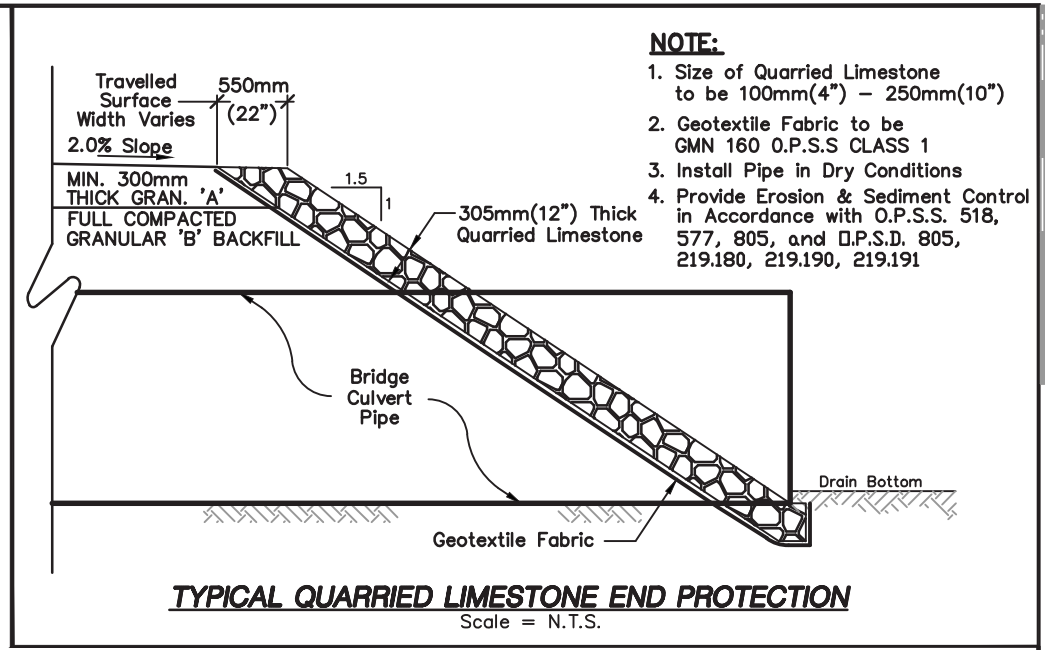 NOTE:
1. Size of Quarried Limestone
to be 100mm(4") – 250mm(10")
2. Geotextile Fabric to be
GMN 160 O.P.S.S CLASS 1
3. Install Pipe in Dry Conditions
4. Provide Erosion & Sediment Control
in Accordance with O.P.S.S. 518,
577, 805, and O.P.S.D. 805,
219.180, 219.190, 219.191
Travelled
Surface
Width Varies
550mm
(22")
2.0% Slope
MIN. 300mm
THICK GRAN. 'A'
FULL COMPACTED
GRANULAR 'B' BACKFILL
1.5
1
305mm(12") Thick
Quarried Limestone
Bridge
Culvert
Pipe
Drain Bottom
Geotextile Fabric
TYPICAL QUARRIED LIMESTONE END PROTECTION
Scale = N.T.S.